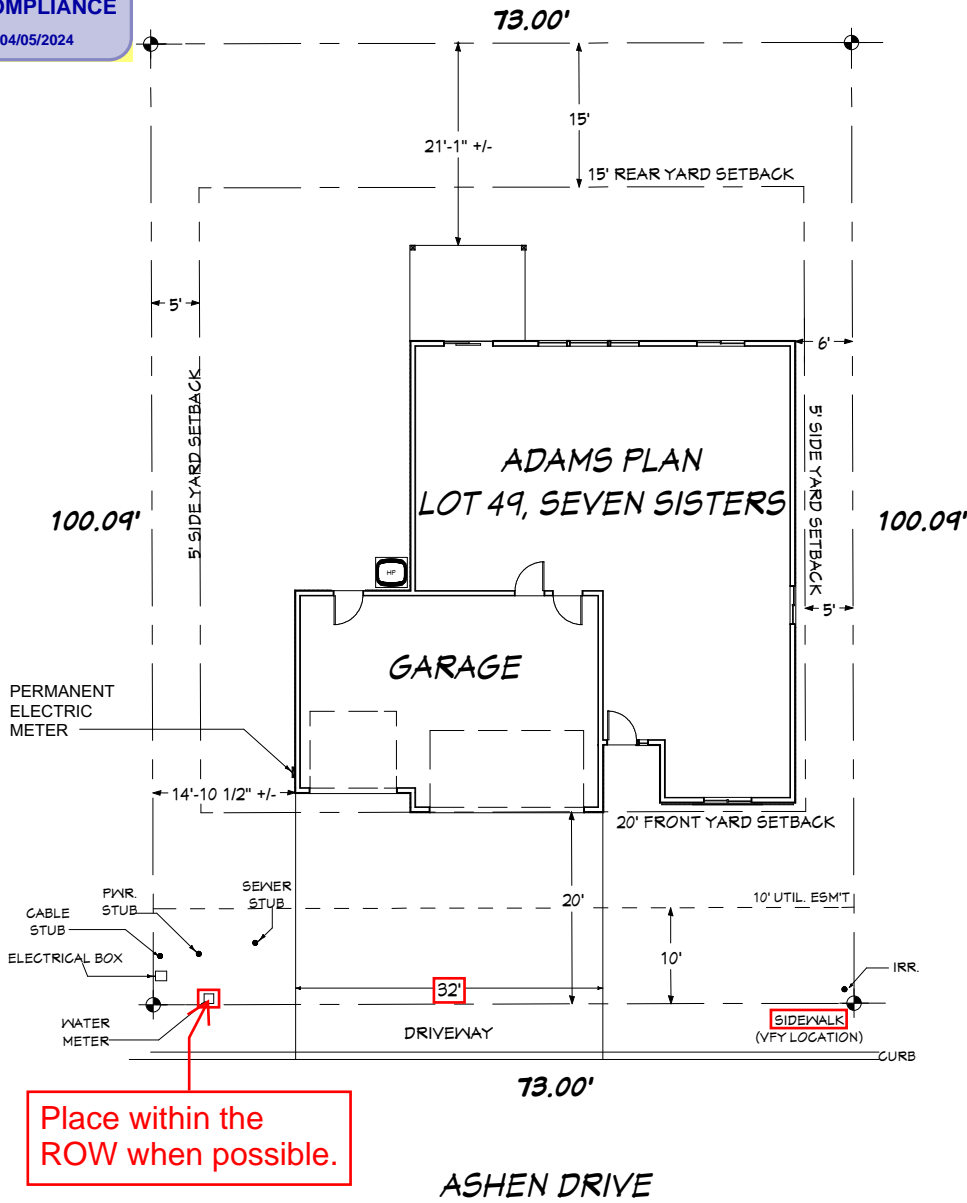 04/05/2024
73.00'
15'
21'-1" +/-
15' REAR YARD SETBACK
5'
6'
5' SIDE YARD SETBACK
5' SIDE YARD SETBACK
ADAMS PLAN
LOT 49, SEVEN SISTERS
100.09'
100.09'
HP
5'
GARAGE
PERMANENT
ELECTRIC
METER
14'-10 1/2" +/-
20' FRONT YARD SETBACK
PWR.
STUB
SEWER
STUB
CABLE
STUB
20'
10' UTIL. ESM'T
ELECTRICAL BOX
10'
IRR.
32'
WATER
METER
DRIVEWAY
SIDEWALK
(VFY LOCATION)
CURB
73.00'
Place within the
ROW when possible.
ASHEN DRIVE